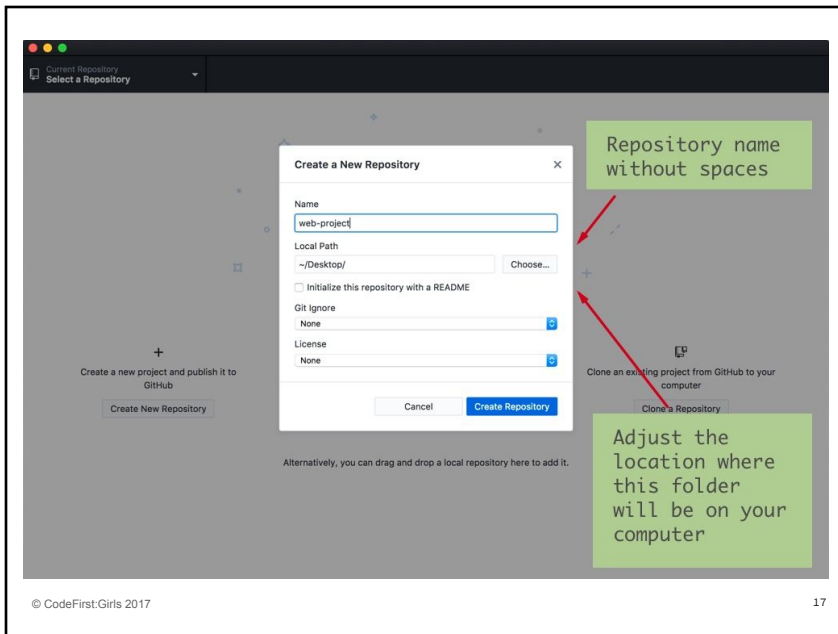 Current Repository
Select a Repository
Repository name
without spaces
Create a New Repository
Name
web-project
Local Path
~/Desktop/
Choose...
Initialize this repository with a README
Git Ignore
None
License
None
Cancel
Create Repository
Create a new project and publish it to
GitHub
Create New Repository
Clone an existing project from GitHub to your
computer
Clone a Repository
Alternatively, you can drag and drop a local repository here to add it.
Adjust the
location where
this folder
will be on your
computer
© CodeFirst:Girls 2017
17